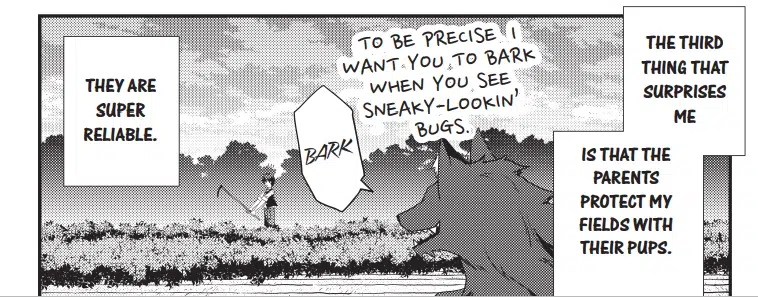 THE THIRD
THING THAT
SURPRISES
ME
IS THAT THE
PARENTS
PROTECT MY
FIELDS WITH
THEIR PUPS.
TO BE PRECISE I
WANT YOU TO BARK
WHEN YOU SEE
SNEAKY-LOOKIN'
BUGS.
BARK
THEY ARE
SUPER
RELIABLE.